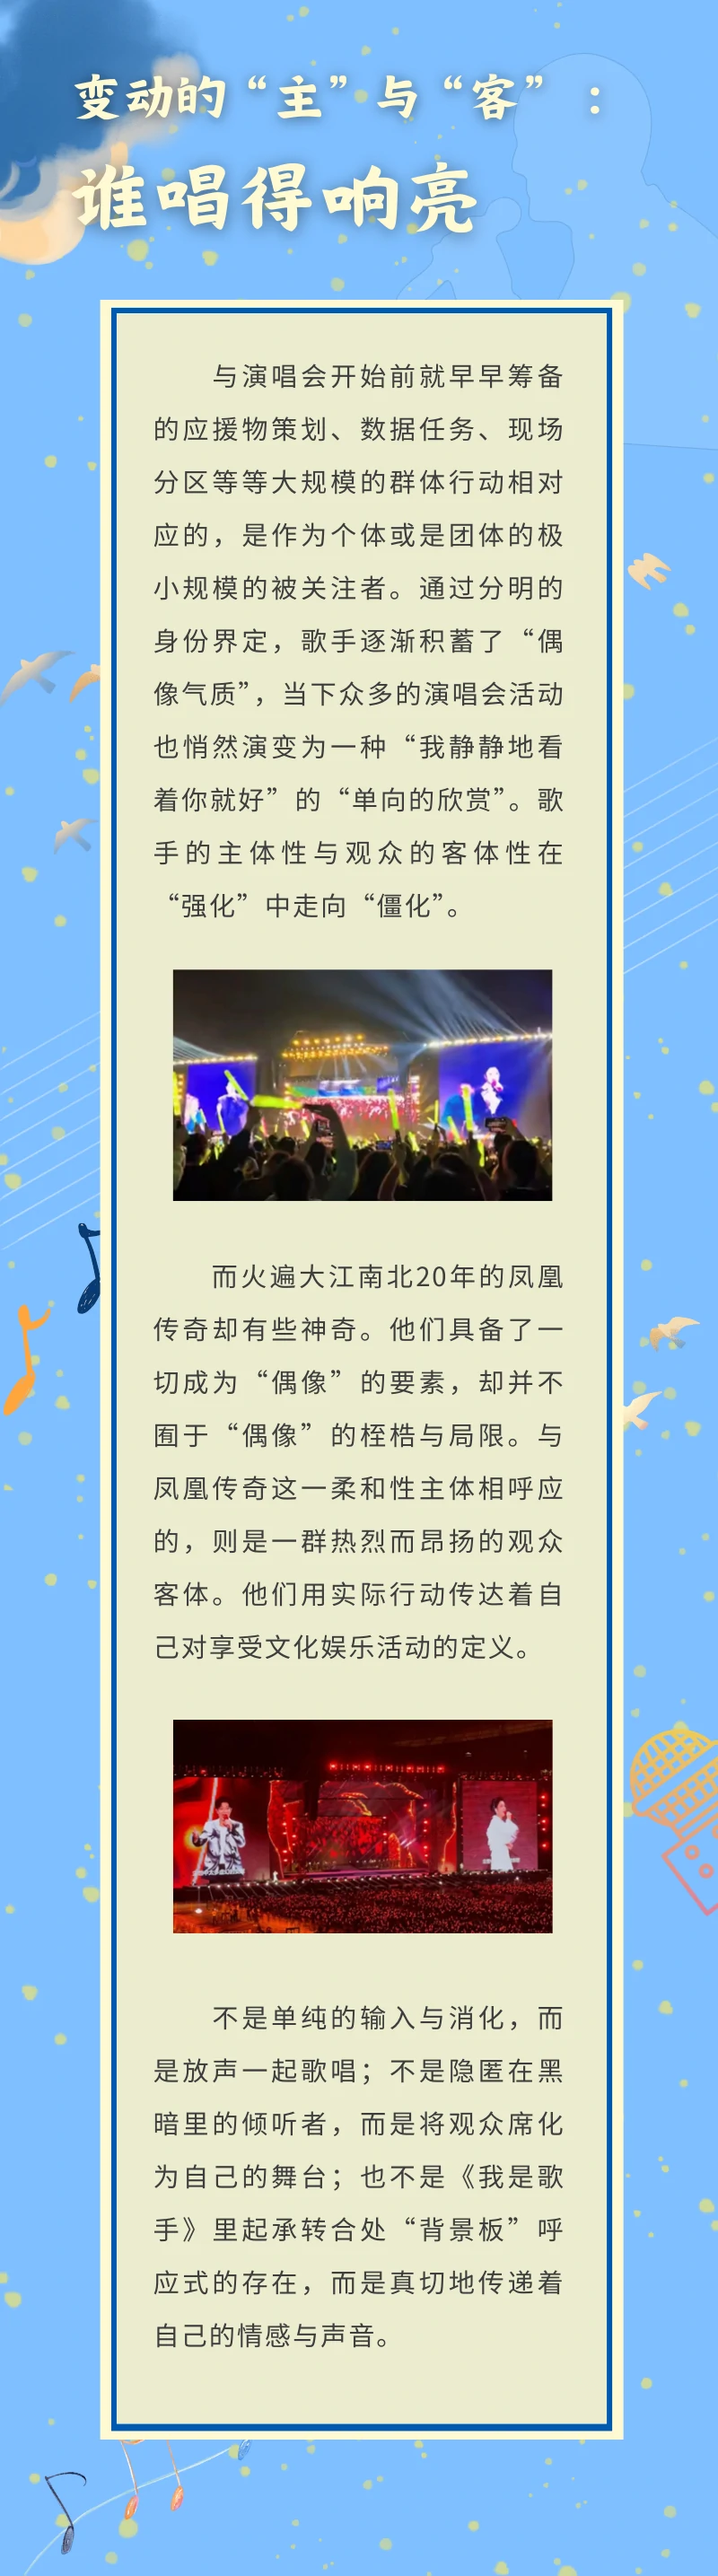 变动的“主”与“客”：
谁唱得响亮
与演唱会开始前就早早筹备
的应援物策划、数据任务、现场
分区等等大规模的群体行动相对
应的，是作为个体或是团体的极
小规模的被关注者。通过分明的
身份界定，歌手逐渐积蓄了“偶
像气质”，当下众多的演唱会活动
也悄然演变为一种“我静静地看
着你就好”的“单向的欣赏”。歌
手的主体性与观众的客体性在
“强化”中走向“僵化”。
而火遍大江南北20年的凤凰
传奇却有些神奇。他们具备了一
切成为“偶像”的要素，却并不
囿于“偶像”的桎梏与局限。与
凤凰传奇这一柔和性主体相呼应
的，则是一群热烈而昂扬的观众
客体。他们用实际行动传达着自
己对享受文化娱乐活动的定义。
不是单纯的输入与消化，而
是放声一起歌唱；不是隐匿在黑
暗里的倾听者，而是将观众席化
为自己的舞台；也不是《我是歌
手》里起承转合处“背景板”呼
应式的存在，而是真切地传递着
自己的情感与声音。